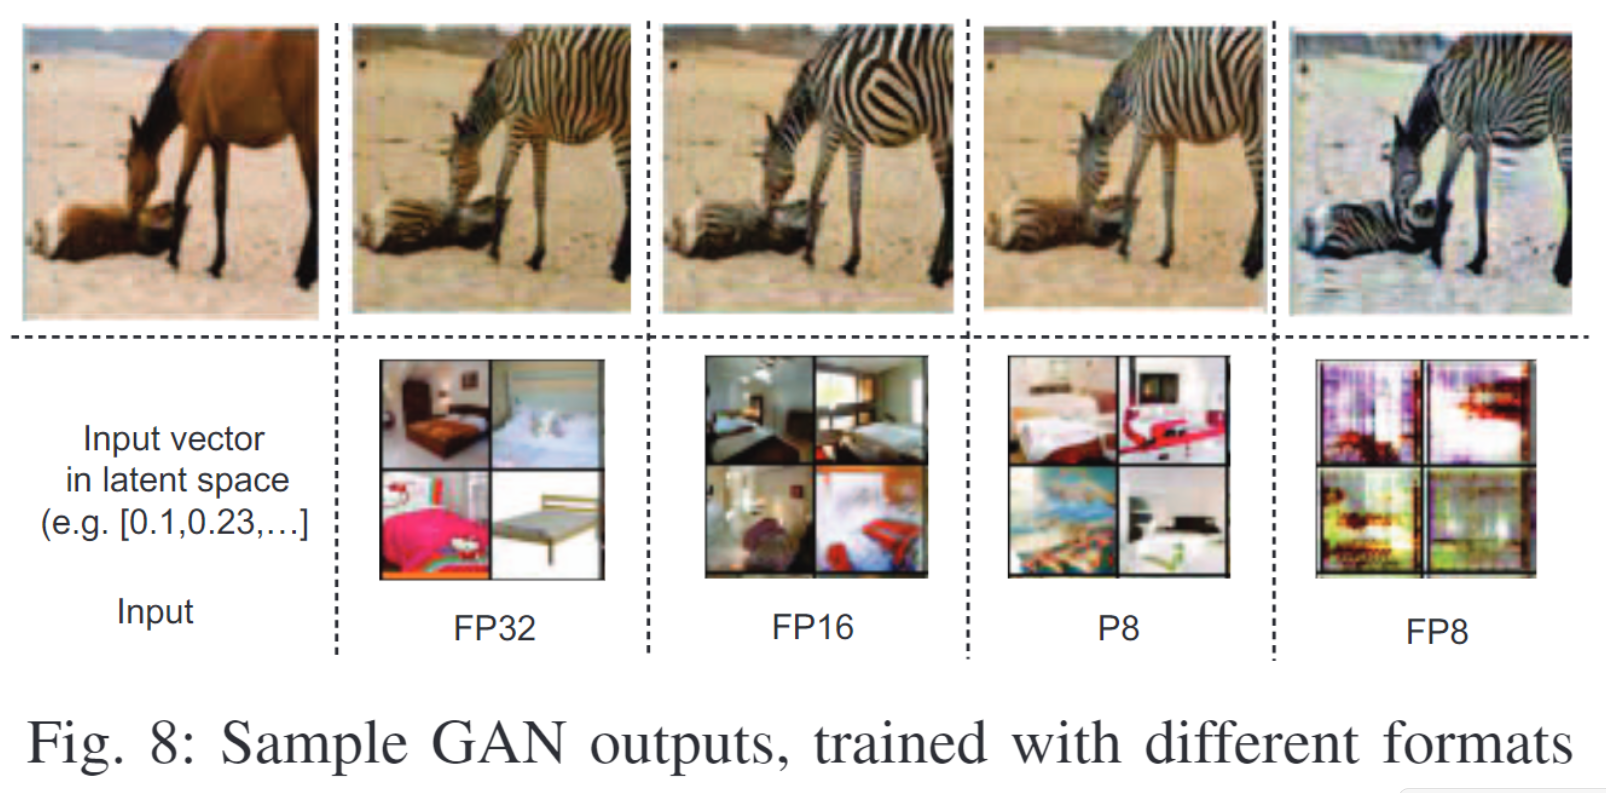 Input vector
in latent space
(e.g. [0.1,0.23,...]
Input
FP32
FP16
P8
FP8
Fig. 8: Sample GAN outputs, trained with different formats